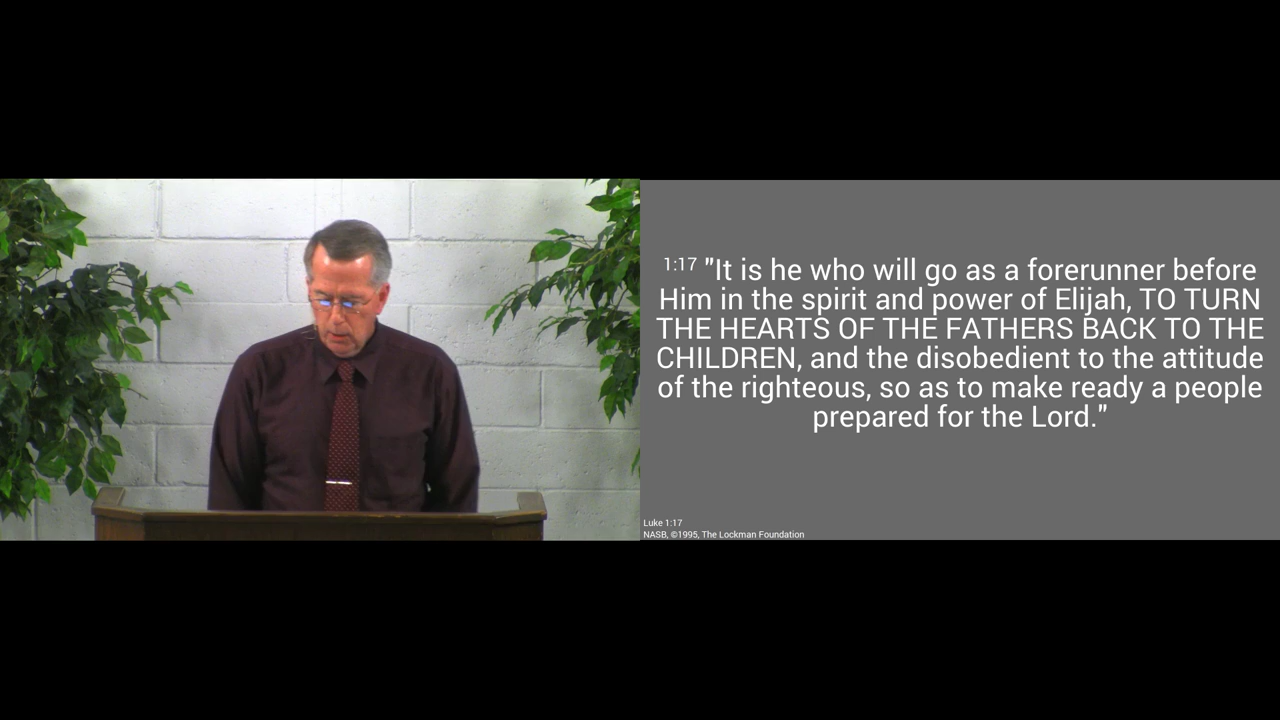 1:17 "It is he who will go as a forerunner before
Him in the spirit and power of Elijah, TO TURN
THE HEARTS OF THE FATHERS BACK TO THE
CHILDREN, and the disobedient to the attitude
of the righteous, so as to make ready a people
prepared for the Lord."
Luke 1:17
NASB, ©1995, The Lockman Foundation